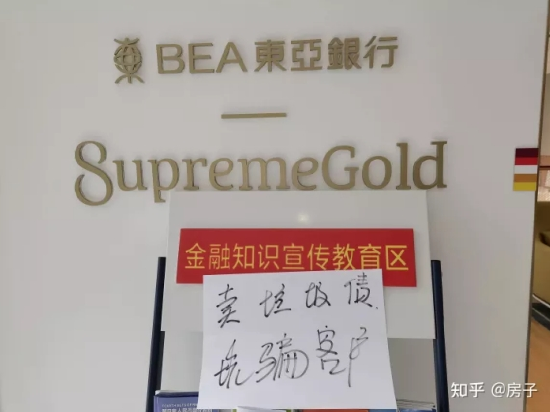 BEA東亞銀行
SupremeGold
金融知识宣传教育区
卖垃圾债
坑骗客户
知乎 @房子